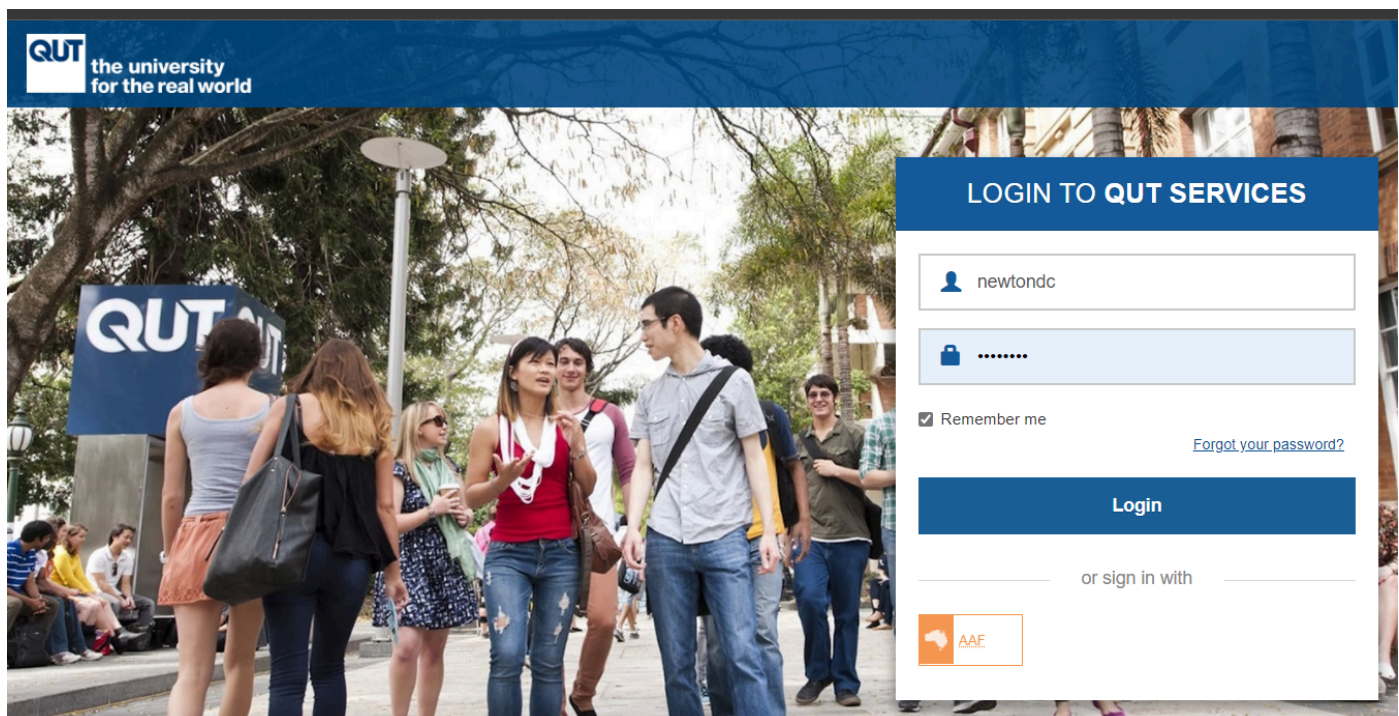 QUT
the university
for the real world
QUT
QUT
LOGIN TO QUT SERVICES
newtondc
••••••••
Remember me
Forgot your password?
Login
or sign in with
AAF